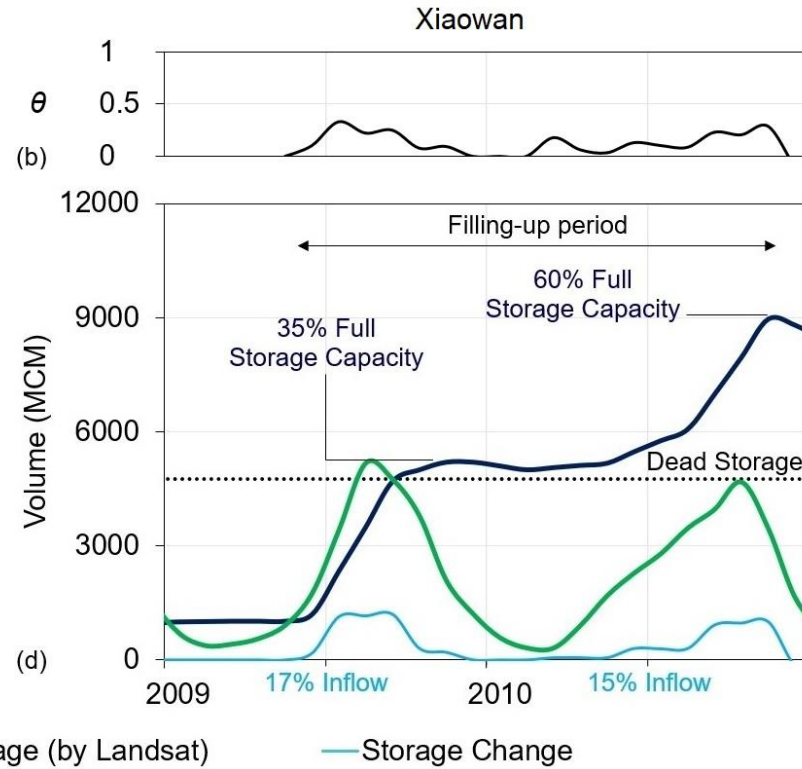 Xiaowan
1
θ
0.5
(b)
0
12000
Filling-up period
60% Full
Storage Capacity
9000
35% Full
Storage Capacity
Volume (MCM)
6000
Dead Storage
3000
(d)
0
17% Inflow
15% Inflow
2009
2010
age (by Landsat)
Storage Change